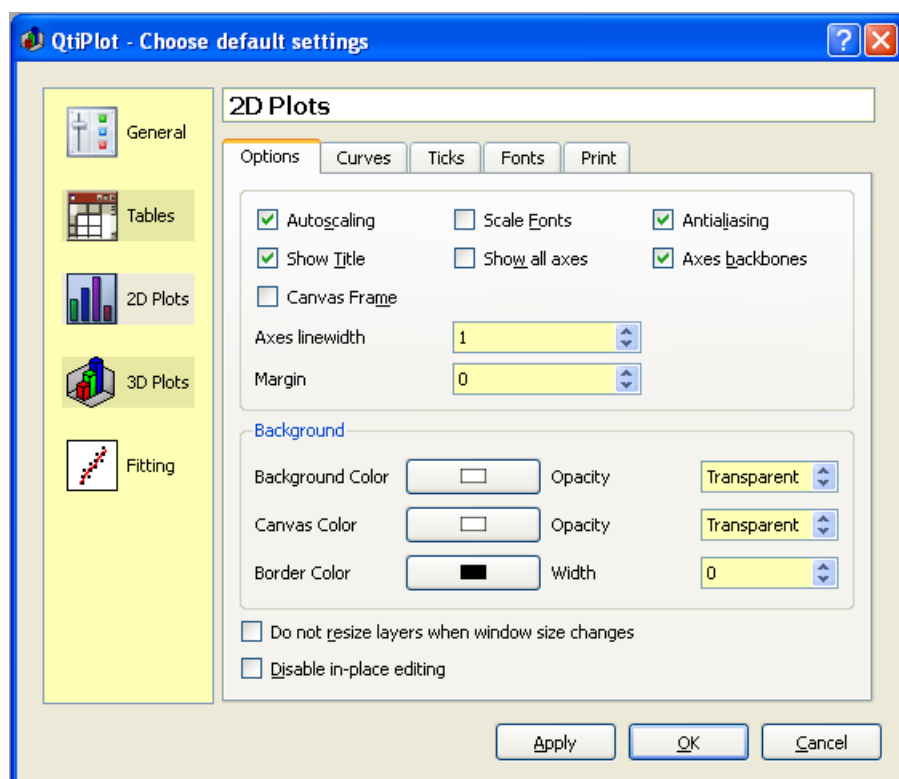 QtiPlot - Choose default settings
General
Tables
2D Plots
3D Plots
Fitting
2D Plots
Options Curves Ticks Fonts Print
Autoscaling Scale Fonts Antialiasing
Show Title Show all axes Axes backbones
Canvas Frame
Axes linewidth 1
Margin 0
Background
Background Color Opacity Transparent
Canvas Color Opacity Transparent
Border Color Width 0
Do not resize layers when window size changes
Disable in-place editing
Apply OK Cancel